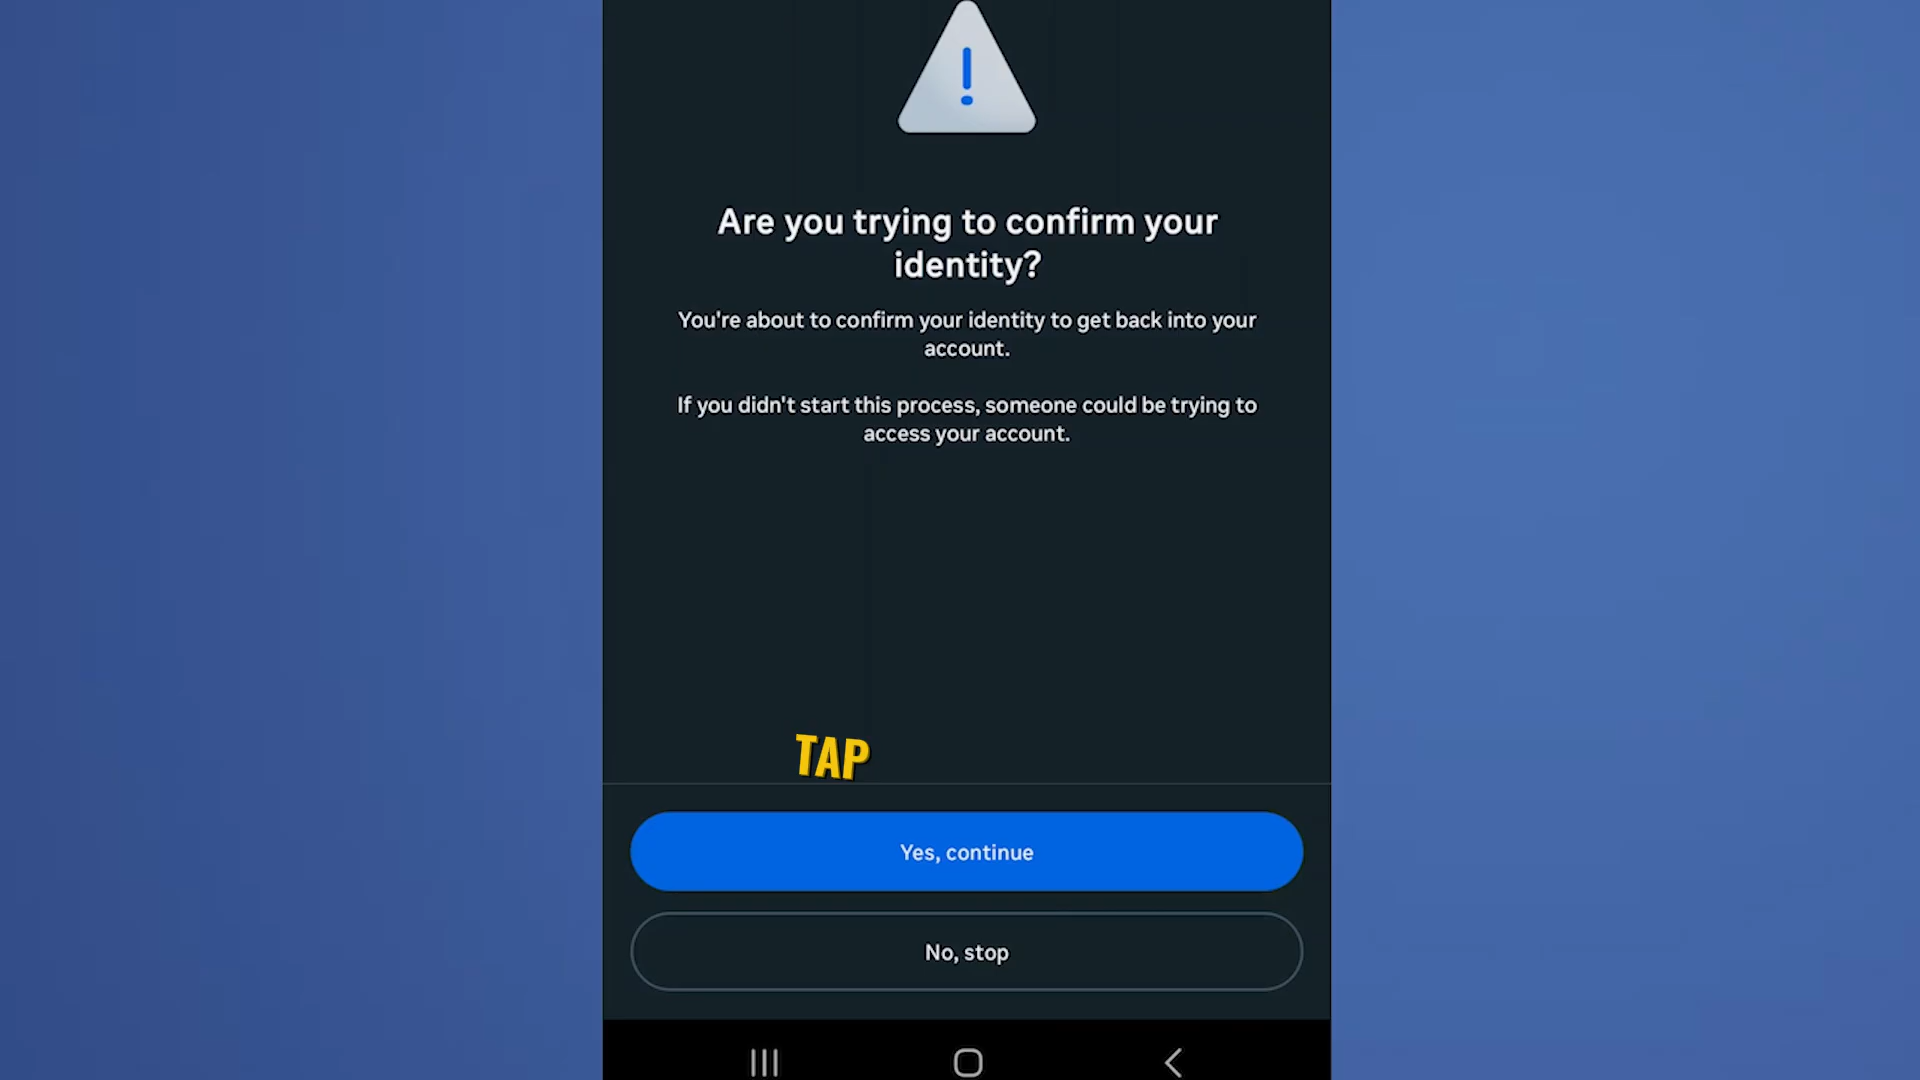 Are you trying to confirm your
identity?
You're about to confirm your identity to get back into your
account.
If you didn't start this process, someone could be trying to
access your account.
TAP
Yes, continue
No, stop